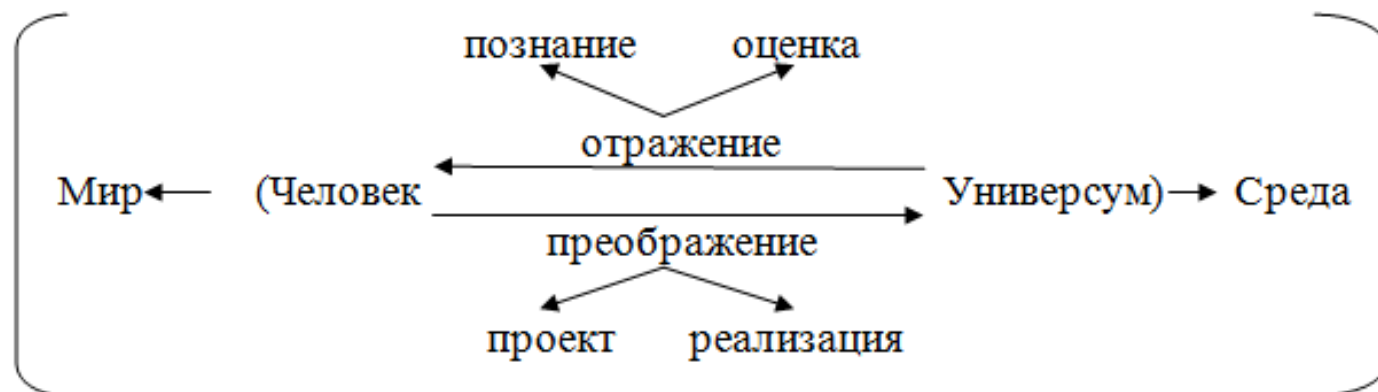 познание оценка
отражение
Мир (Человек Универсум) Среда
преображение
проект реализация